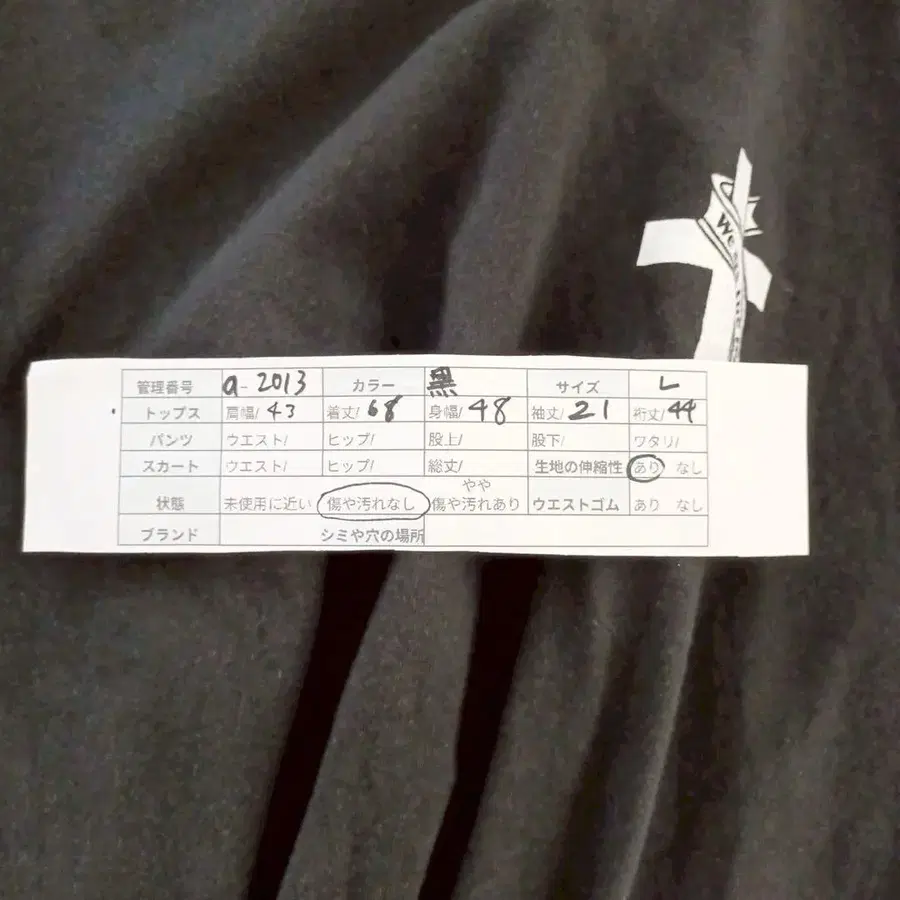 We
管理番号 a-2013 カラー 黒 サイズ L
トップス 肩幅/ 43 着丈/ 68 身幅/ 48 袖丈/ 21 裄丈/ 44
パンツ ウエスト/ ヒップ/ 股上/ 股下/ ワタリ/
スカート ウエスト/ ヒップ/ 総丈/ 生地の伸縮性 あり なし
状態 未使用に近い 傷や汚れなし やや傷や汚れあり ウエストゴム あり なし
ブランド シミや穴の場所